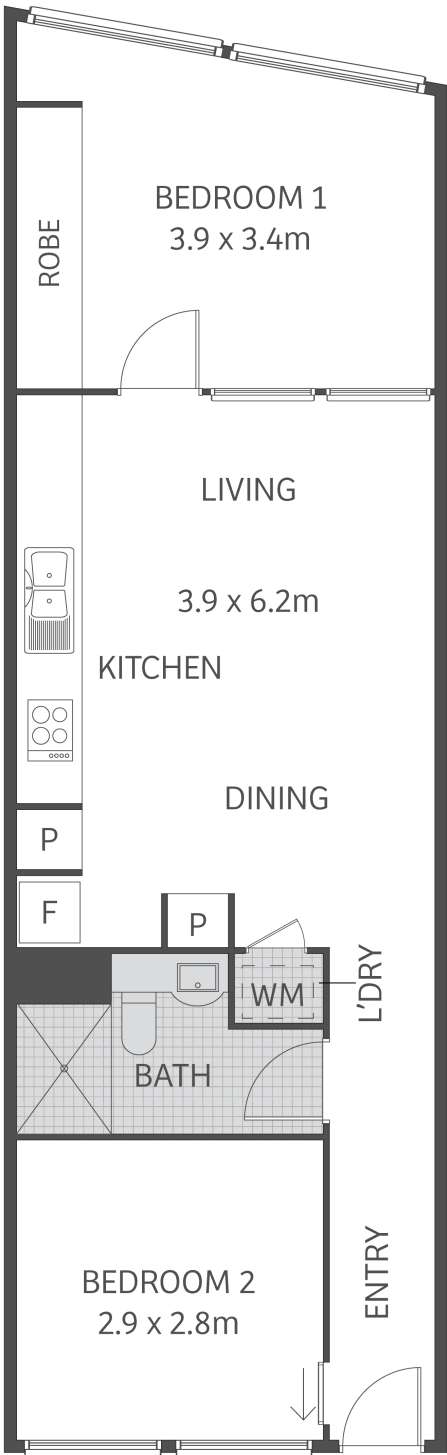 BEDROOM 1
3.9 x 3.4m
ROBE
LIVING
3.9 x 6.2m
KITCHEN
DINING
P
F
P
WM
L'DRY
BATH
BEDROOM 2
2.9 x 2.8m
ENTRY